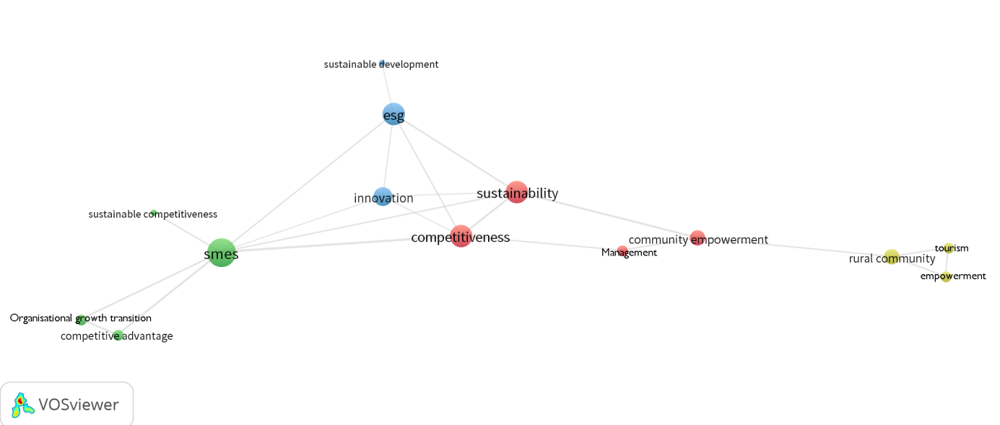 sustainable development
esg
innovation
sustainability
sustainable competitiveness
competitiveness
community empowerment
smes
Management
tourism
rural community
empowerment
Organisational growth transition
competitive advantage
VOSviewer